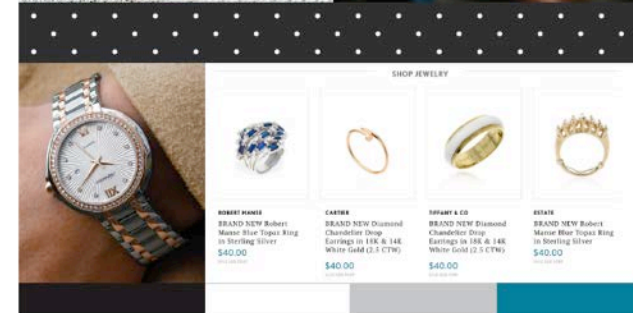 SHOP JEWELRY
ROBERT MANSE
BRAND NEW Robert
Manse Blue Topaz Ring
in Sterling Silver
$40.00
CARTIER
BRAND NEW Diamond
Chandelier Drop
Earrings in 18K & 14K
White Gold (2.5 CTW)
$40.00
TIFFANY & CO
BRAND NEW Diamond
Chandelier Drop
Earrings in 18K & 14K
White Gold (2.5 CTW)
$40.00
ESTATE
BRAND NEW Robert
Manse Blue Topaz Ring
in Sterling Silver
$40.00